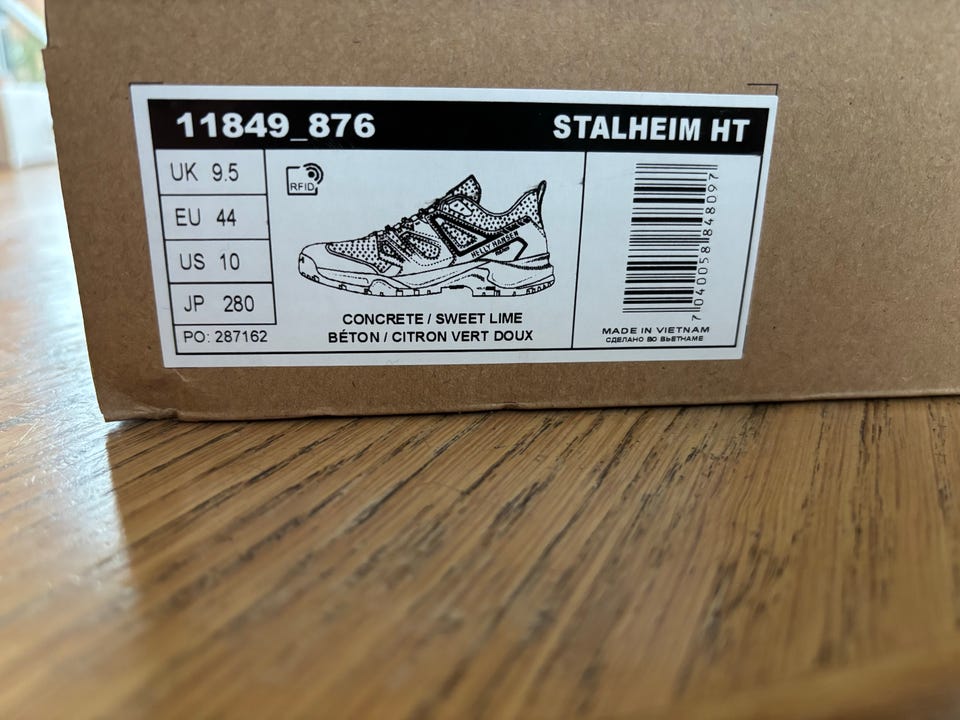 11849_876
STALHEIM HT
UK 9.5
EU 44
US 10
JP 280
PO: 287162
RFID
HELLY HANSEN
CONCRETE / SWEET LIME
BÉTON / CITRON VERT DOUX
7040058848097
MADE IN VIETNAM
СДЕЛАНО ВО ВЬЕТНАМЕ